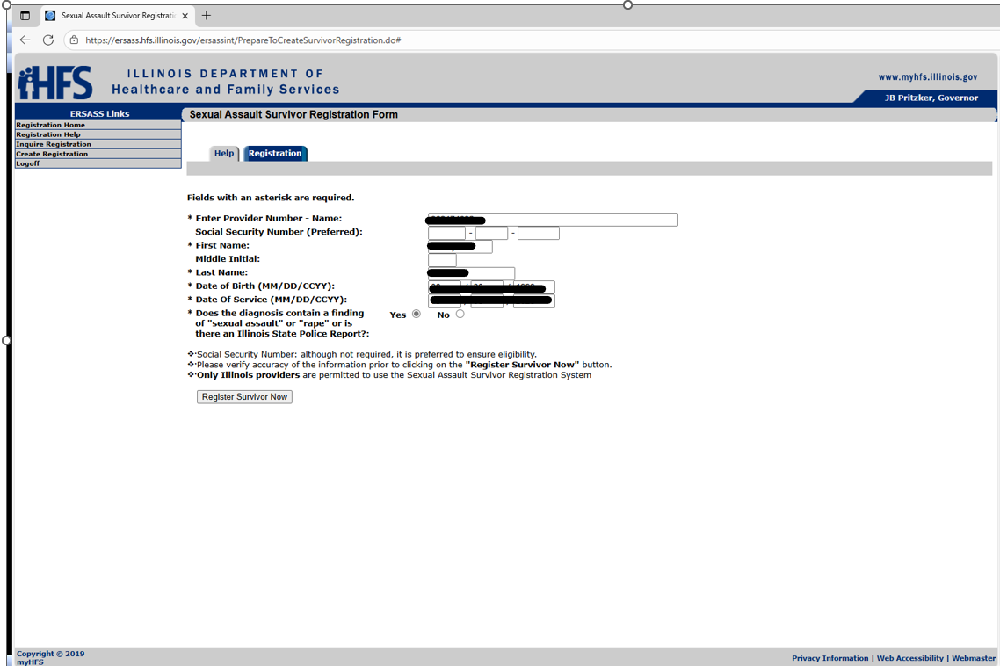 Sexual Assault Survivor Registratic
https://ersass.hfs.illinois.gov/ersassint/PrepareToCreateSurvivorRegistration.do#
HFS
ILLINOIS DEPARTMENT OF
Healthcare and Family Services
www.myhfs.illinois.gov
JB Pritzker, Governor
ERSASS Links
Registration Home
Registration Help
Inquire Registration
Create Registration
Logoff
Sexual Assault Survivor Registration Form
Help Registration
Fields with an asterisk are required.
* Enter Provider Number - Name:
Social Security Number (Preferred): - -
* First Name:
Middle Initial:
* Last Name:
* Date of Birth (MM/DD/CCYY):
* Date Of Service (MM/DD/CCYY):
* Does the diagnosis contain a finding Yes No
of "sexual assault" or "rape" or is
there an Illinois State Police Report?:
Social Security Number: although not required, it is preferred to ensure eligibility.
Please verify accuracy of the information prior to clicking on the "Register Survivor Now" button.
Only Illinois providers are permitted to use the Sexual Assault Survivor Registration System
Register Survivor Now
Copyright © 2019
myHFS
Privacy Information | Web Accessibility | Webmaster